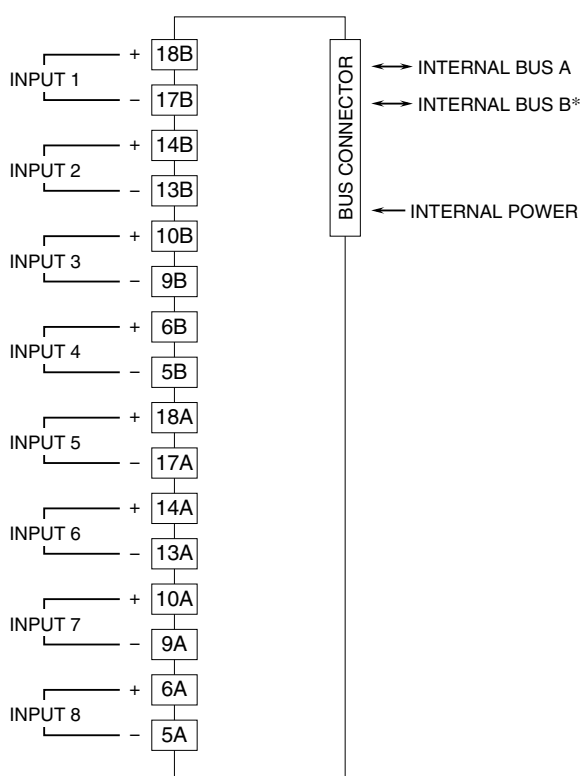 INPUT 1
+ 18B
− 17B
INPUT 2
+ 14B
− 13B
INPUT 3
+ 10B
− 9B
INPUT 4
+ 6B
− 5B
INPUT 5
+ 18A
− 17A
INPUT 6
+ 14A
− 13A
INPUT 7
+ 10A
− 9A
INPUT 8
+ 6A
− 5A
BUS CONNECTOR
INTERNAL BUS A
INTERNAL BUS B*
INTERNAL POWER